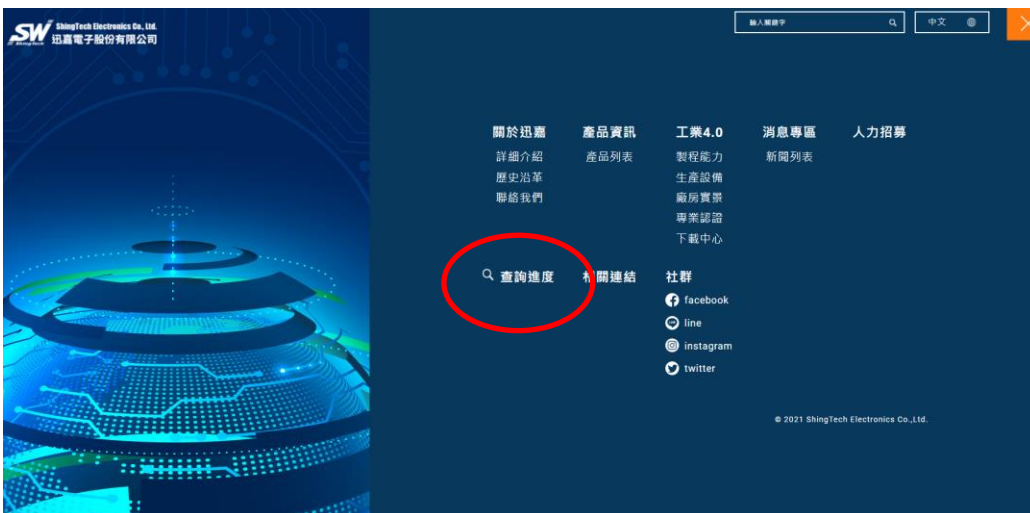 SW ShingTech Electronics Co., Ltd.
ShingTech 迅嘉電子股份有限公司
輸入關鍵字
中文
關於迅嘉 產品資訊 工業4.0 消息專區 人力招募
詳細介紹 產品列表 製程能力 新聞列表
歷史沿革 生產設備
聯絡我們 廠房實景
專業認證
下載中心
查詢進度 相關連結 社群
facebook
line
instagram
twitter
© 2021 ShingTech Electronics Co.,Ltd.